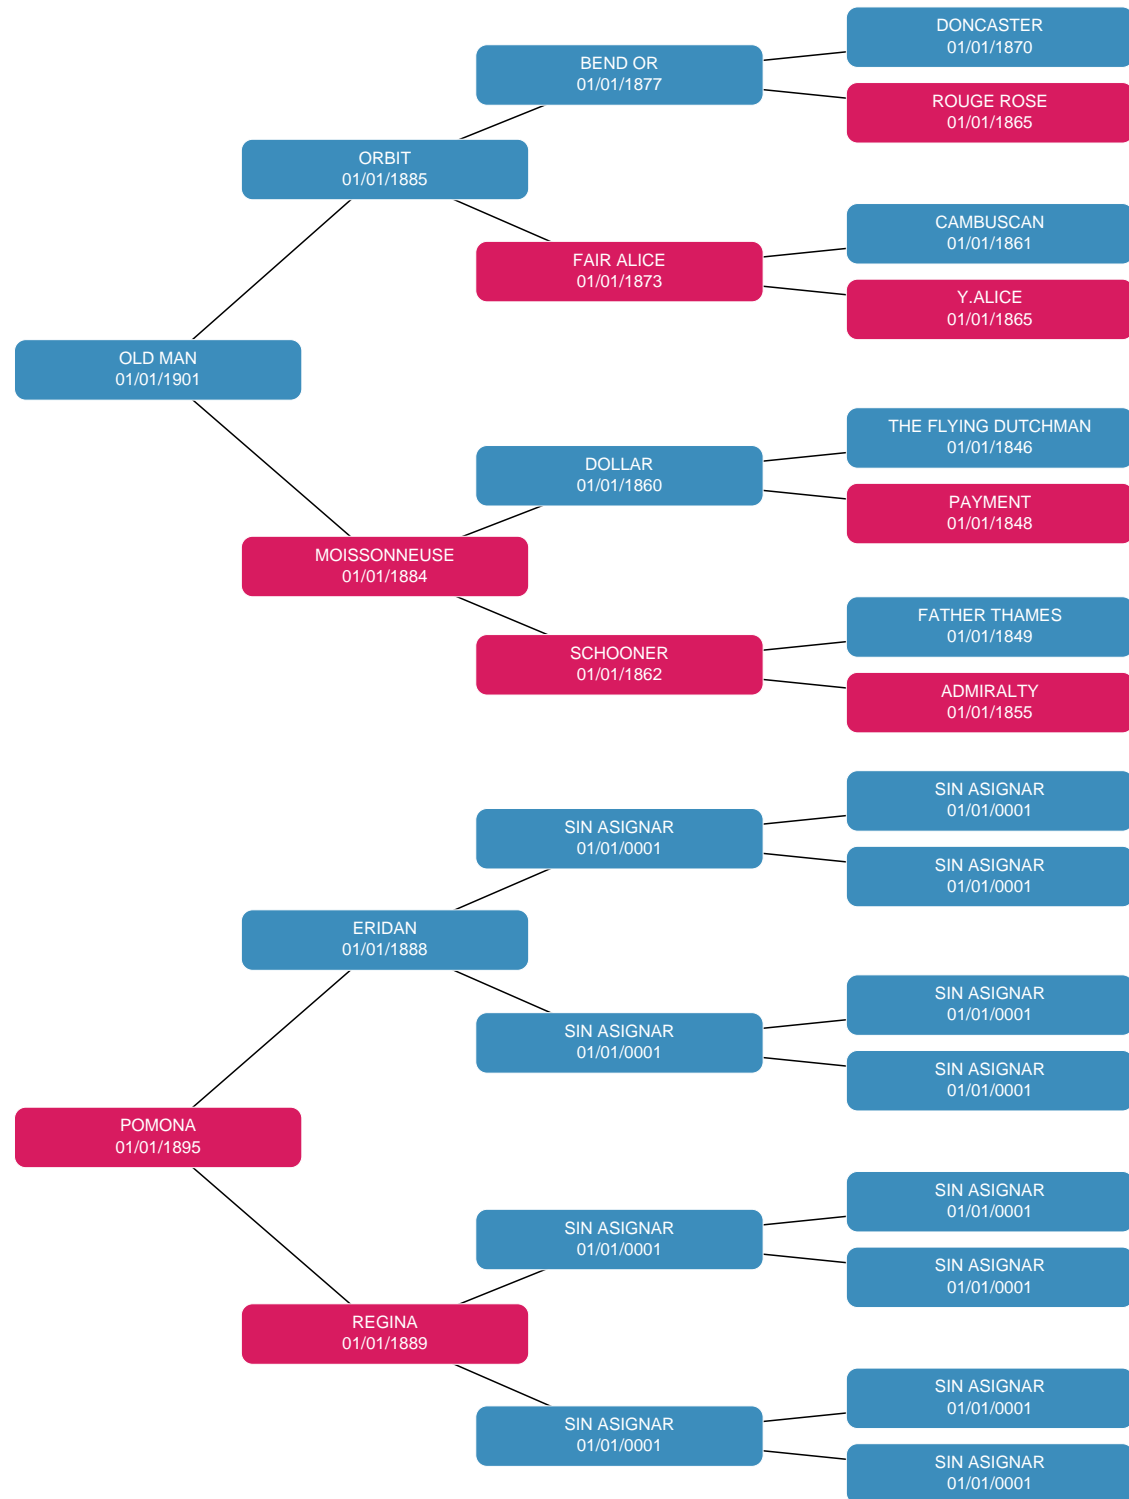 DONCASTER
01/01/1870
BEND OR
01/01/1877
ROUGE ROSE
01/01/1865
ORBIT
01/01/1885
CAMBUSCAN
01/01/1861
FAIR ALICE
01/01/1873
Y.ALICE
01/01/1865
OLD MAN
01/01/1901
THE FLYING DUTCHMAN
01/01/1846
DOLLAR
01/01/1860
PAYMENT
01/01/1848
MOISSONNEUSE
01/01/1884
FATHER THAMES
01/01/1849
SCHOONER
01/01/1862
ADMIRALTY
01/01/1855
SIN ASIGNAR
01/01/0001
SIN ASIGNAR
01/01/0001
SIN ASIGNAR
01/01/0001
ERIDAN
01/01/1888
SIN ASIGNAR
01/01/0001
SIN ASIGNAR
01/01/0001
SIN ASIGNAR
01/01/0001
POMONA
01/01/1895
SIN ASIGNAR
01/01/0001
SIN ASIGNAR
01/01/0001
SIN ASIGNAR
01/01/0001
REGINA
01/01/1889
SIN ASIGNAR
01/01/0001
SIN ASIGNAR
01/01/0001
SIN ASIGNAR
01/01/0001